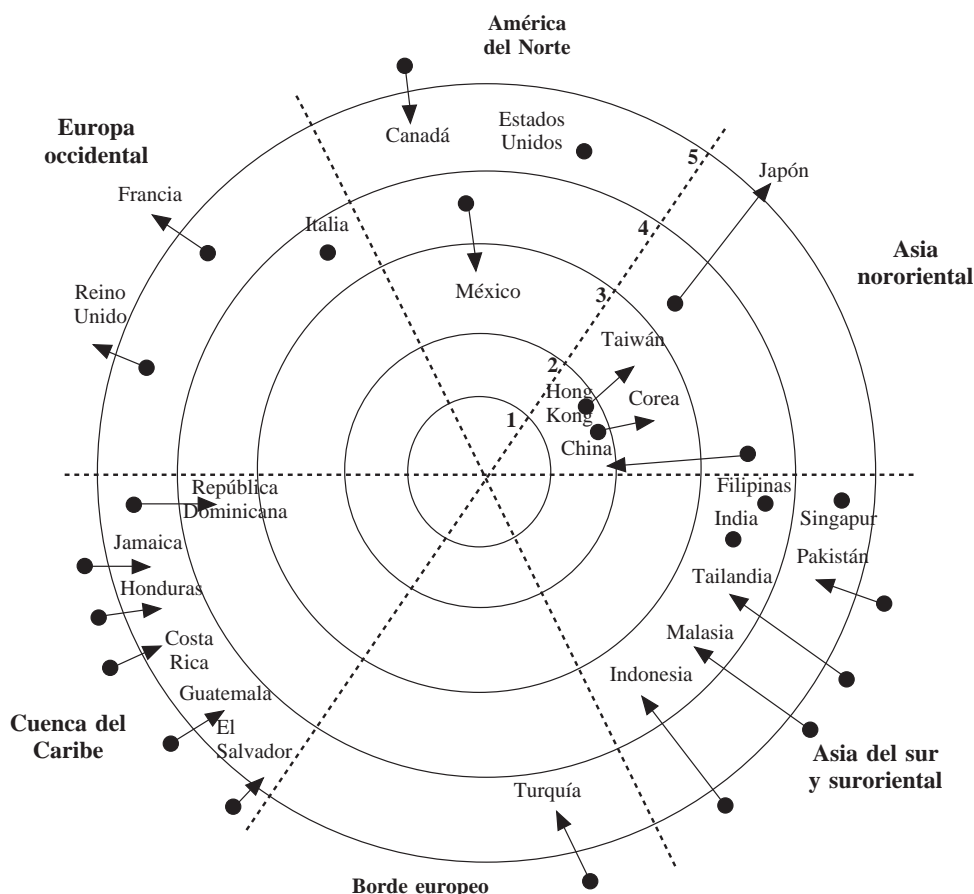 América
del Norte
Canadá
Estados
Unidos
5
Japón
Europa
occidental
Francia
Italia
4
Asia
nororiental
México
3
Reino
Unido
Taiwán
2
Hong
Kong
Corea
1
China
República
Dominicana
Filipinas
India
Singapur
Jamaica
Pakistán
Honduras
Tailandia
Costa
Rica
Malasia
Indonesia
Guatemala
El
Salvador
Cuenca del
Caribe
Asia del sur
y suroriental
Turquía
Borde europeo